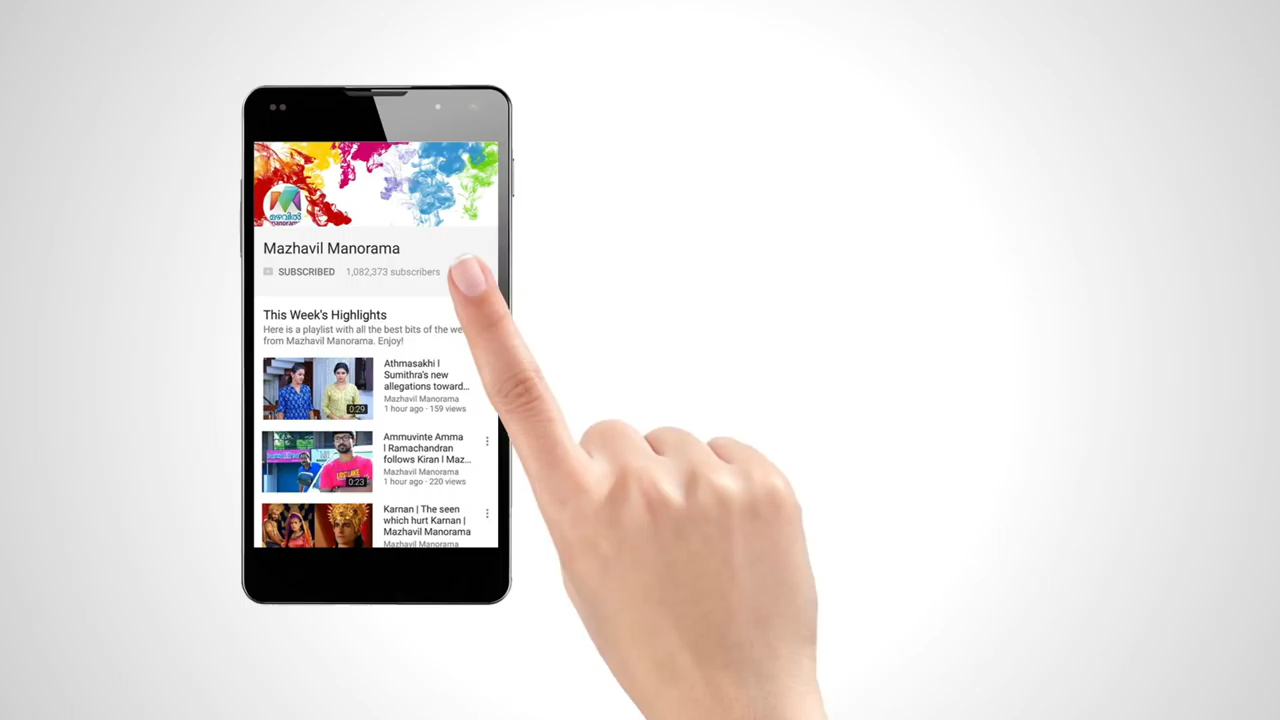 മഴവിൽ
manorama
Mazhavil Manorama
SUBSCRIBED 1,082,373 subscribers
This Week's Highlights
Here is a playlist with all the best bits of the we
from Mazhavil Manorama. Enjoy!
Athmasakhi l
Sumithra's new
allegations toward...
Mazhavil Manorama
1 hour ago · 159 views
0:29
Ammuvinte Amma
l Ramachandran
follows Kiran l Maz...
Mazhavil Manorama
1 hour ago · 220 views
0:23
Karnan | The seen
which hurt Karnan |
Mazhavil Manorama
Mazhavil Manorama